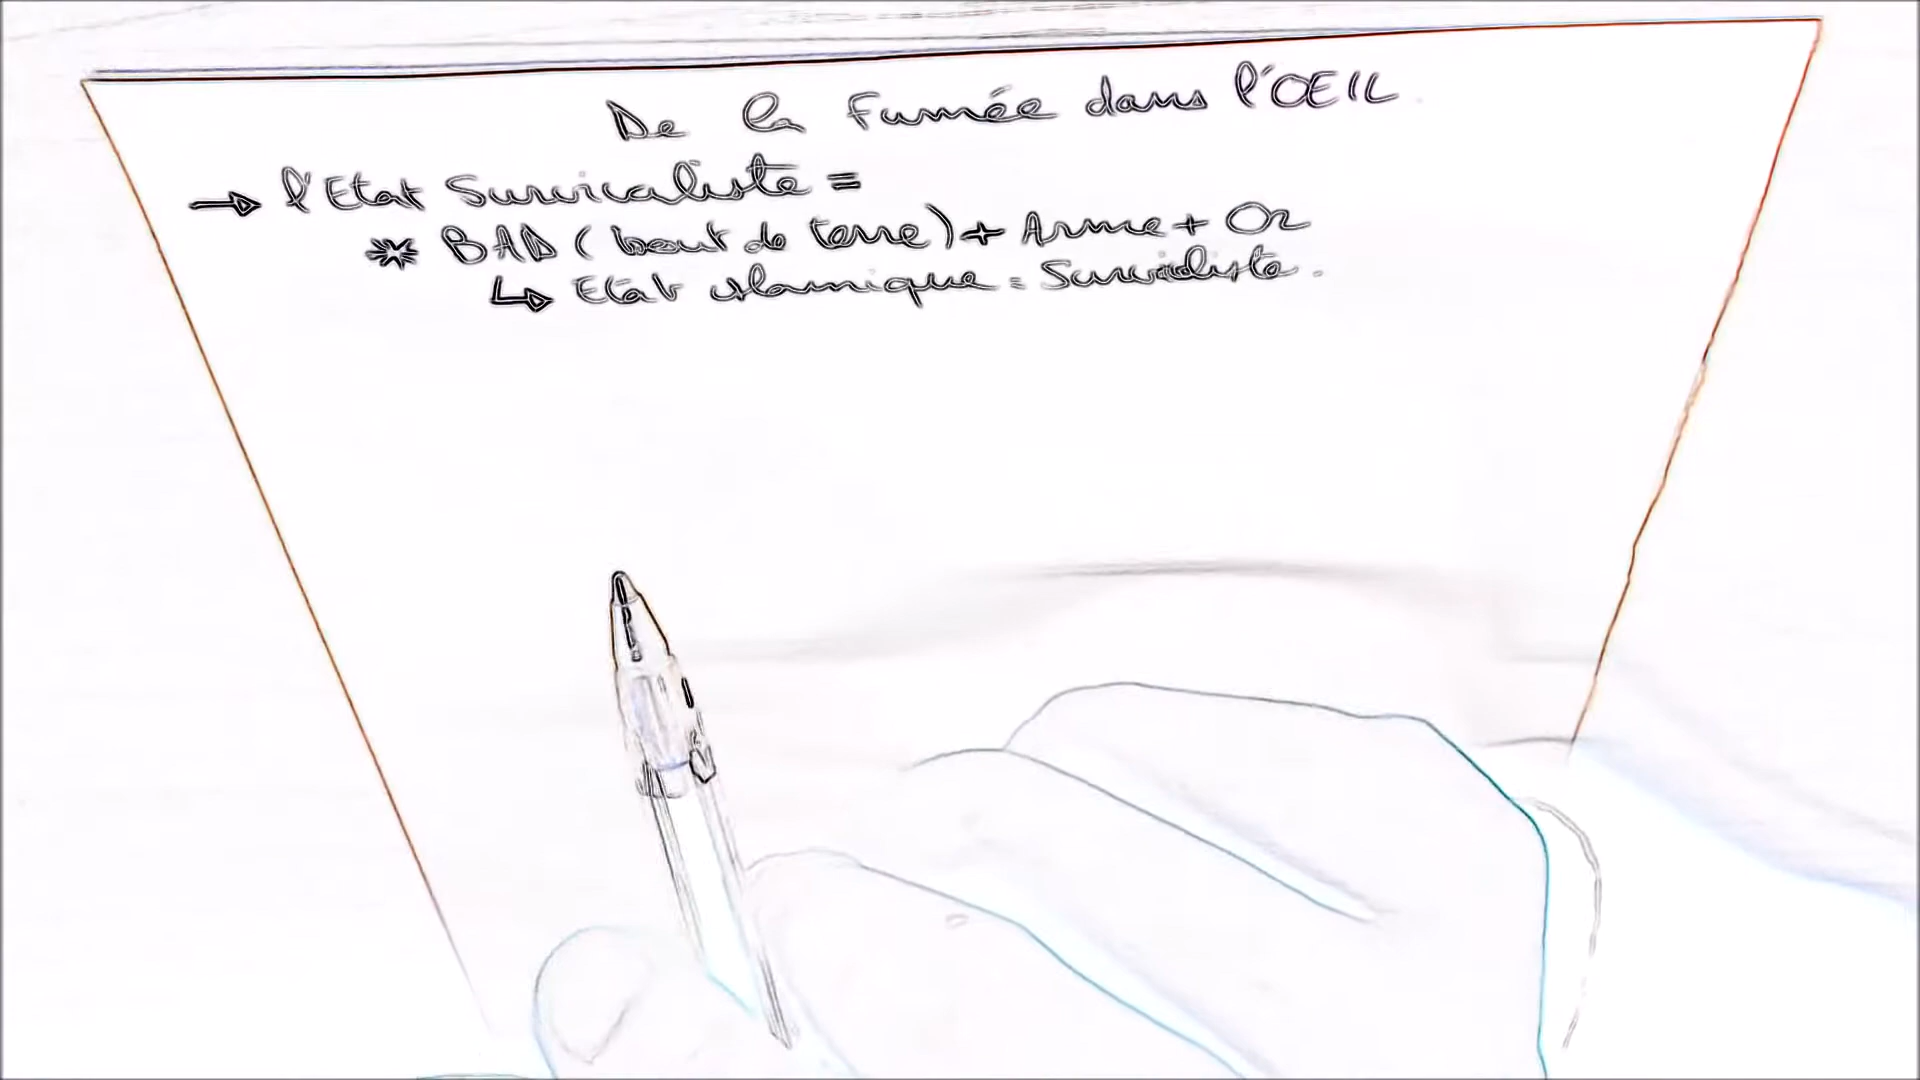 De la Fumée dans l'OEIL
→ l'Etat Survivaliste =
* BAD (bout de terre) + Arme + Or
↳ Etat islamique = Survivaliste.